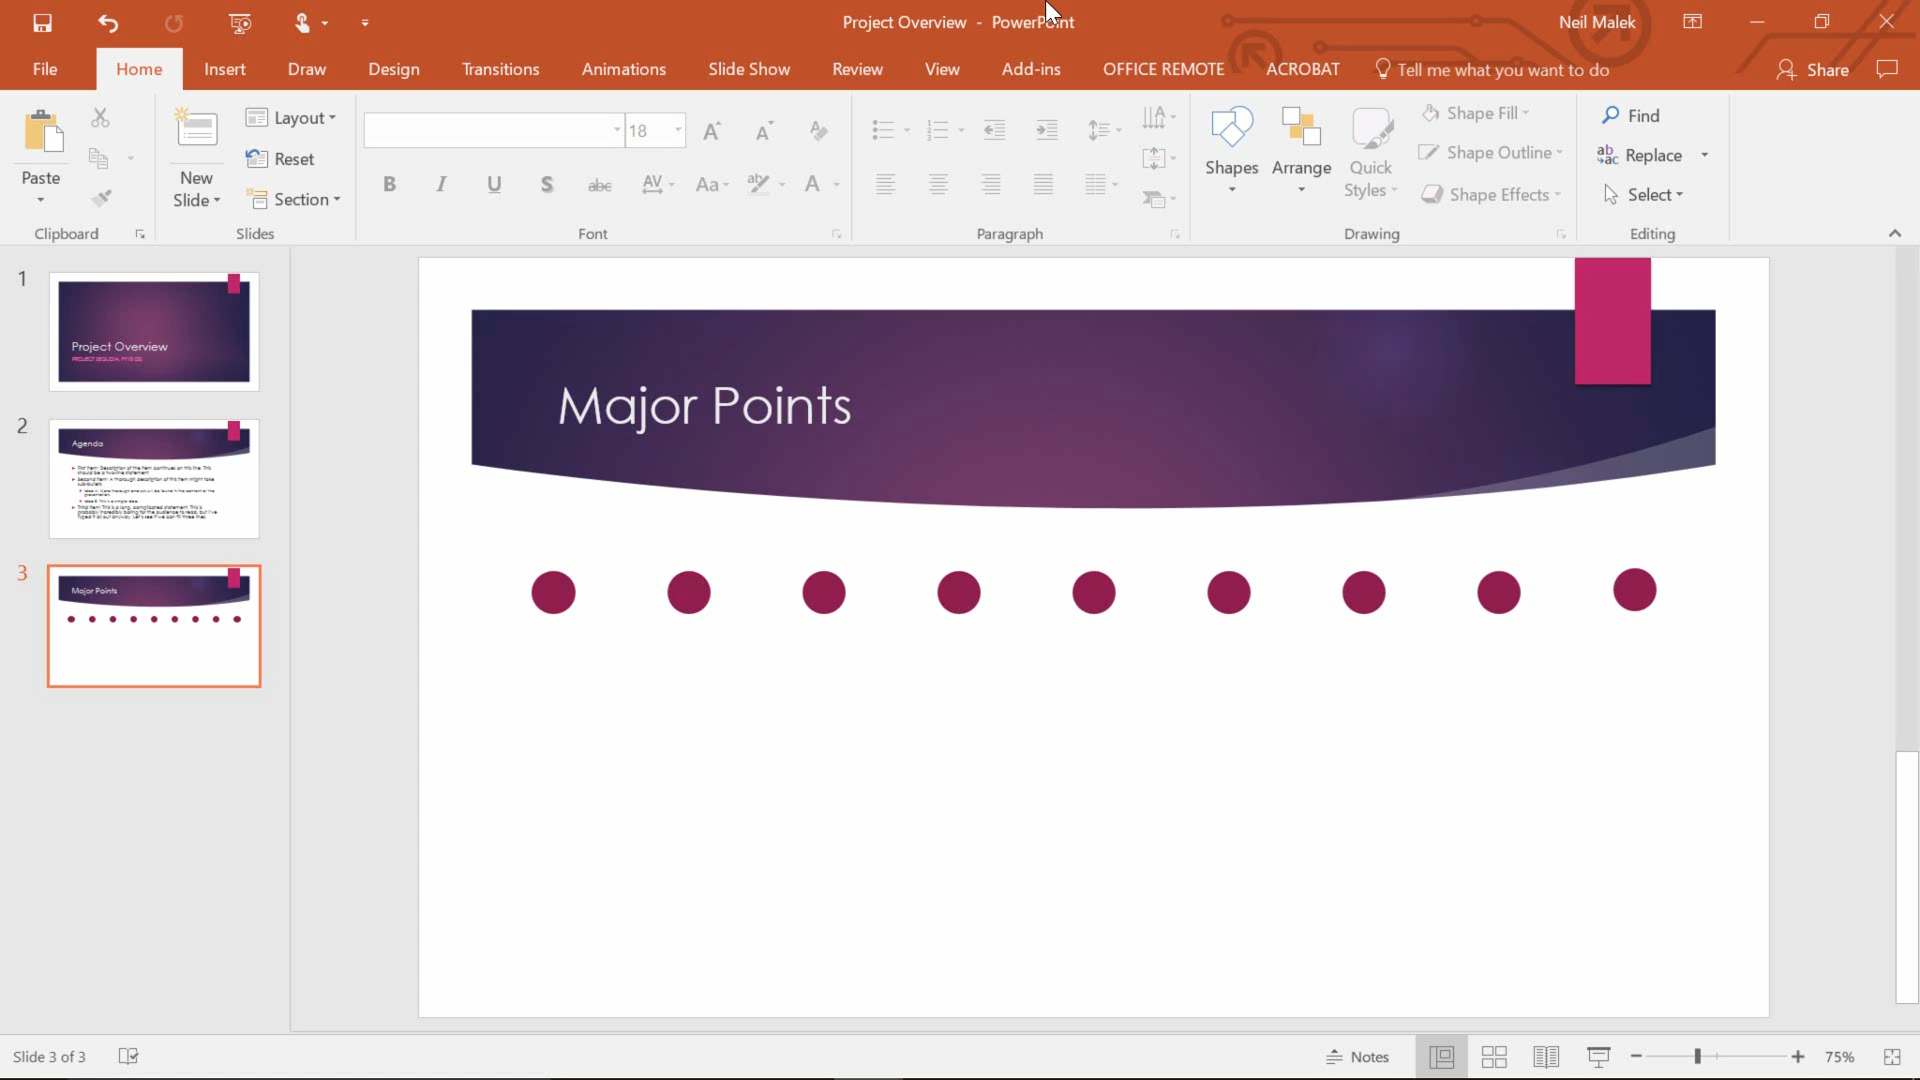 Project Overview - PowerPoint
Neil Malek
File
Home
Insert
Draw
Design
Transitions
Animations
Slide Show
Review
View
Add-ins
OFFICE REMOTE
ACROBAT
Tell me what you want to do
Share
Paste
Clipboard
New
Slide
Layout
Reset
Section
Slides
18
B I U S abc AV Aa A
Font
Paragraph
Shapes
Arrange
Quick
Styles
Shape Fill
Shape Outline
Shape Effects
Drawing
Find
Replace
Select
Editing
1
Project Overview
2
Agenda
3
Major Points
Major Points
Slide 3 of 3
Notes
75%